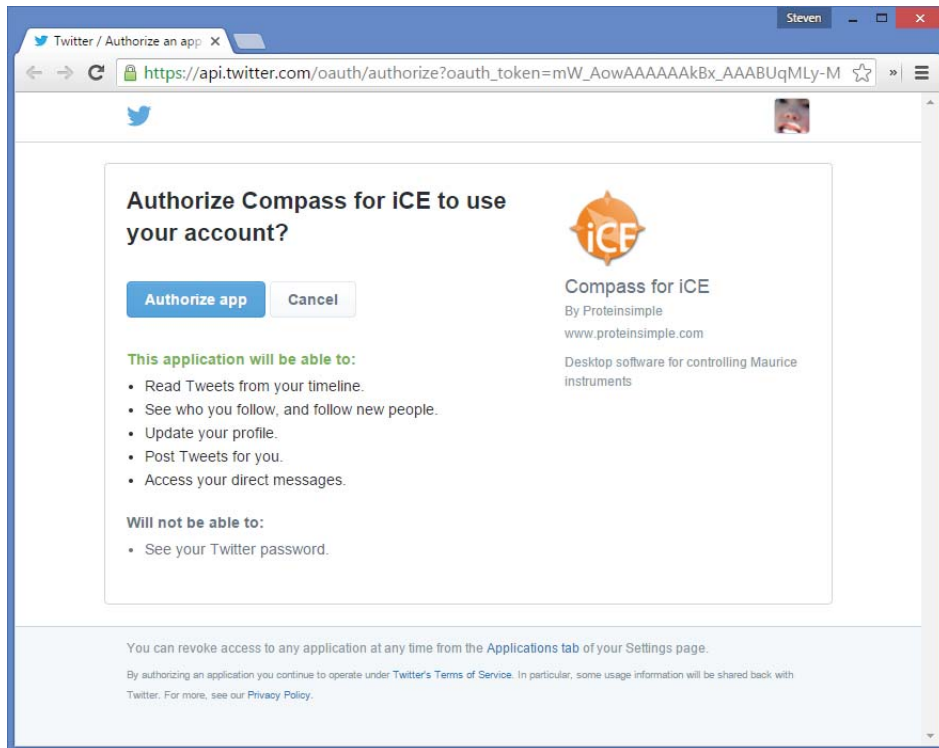 Steven
Twitter / Authorize an app
https://api.twitter.com/oauth/authorize?oauth_token=mW_AowAAAAAAkBx_AAABUqMLy-M
Authorize Compass for iCE to use
your account?
Authorize app
Cancel
This application will be able to:
• Read Tweets from your timeline.
• See who you follow, and follow new people.
• Update your profile.
• Post Tweets for you.
• Access your direct messages.
Will not be able to:
• See your Twitter password.
iCE
Compass for iCE
By Proteinsimple
www.proteinsimple.com
Desktop software for controlling Maurice
instruments
You can revoke access to any application at any time from the Applications tab of your Settings page.
By authorizing an application you continue to operate under Twitter's Terms of Service. In particular, some usage information will be shared back with
Twitter. For more, see our Privacy Policy.